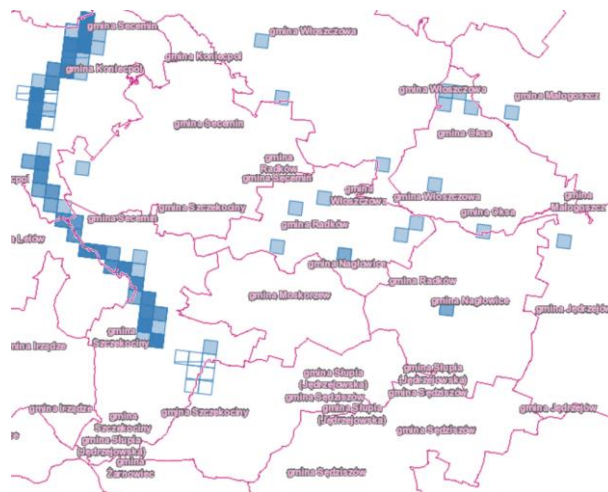 gmina Secemin
gmina Włoszczowa
gmina Koniecpol
gmina Koniecpol
gmina Włoszczowa
gmina Małogoszcz
gmina Secemin
gmina Oksa
gmina
Radków
gmina Secemin
gmina
Włoszczowa
gmina Włoszczowa
gmina
Małogoszcz
gmina Szczekociny
gmina Secemin
gmina Oksa
gmina Radków
a Lelów
gmina Nagłowice
gmina Radków
gmina Moskorzew
gmina Nagłowice
gmina Jędrzejów
gmina
Szczekociny
mina Irządze
gmina Słupia
(Jędrzejowska)
gmina Słupia
(Jędrzejowska)
gmina Sędziszów
gmina Sędziszów
gmina Irządze
gmina
Szczekociny
gmina Szczekociny
gmina Słupia
(Jędrzejowska)
gmina Jędrzejów
gmina Słupia
(Jędrzejowska)
gmina Sędziszów
gmina
Żarnowiec
gmina Sędziszów